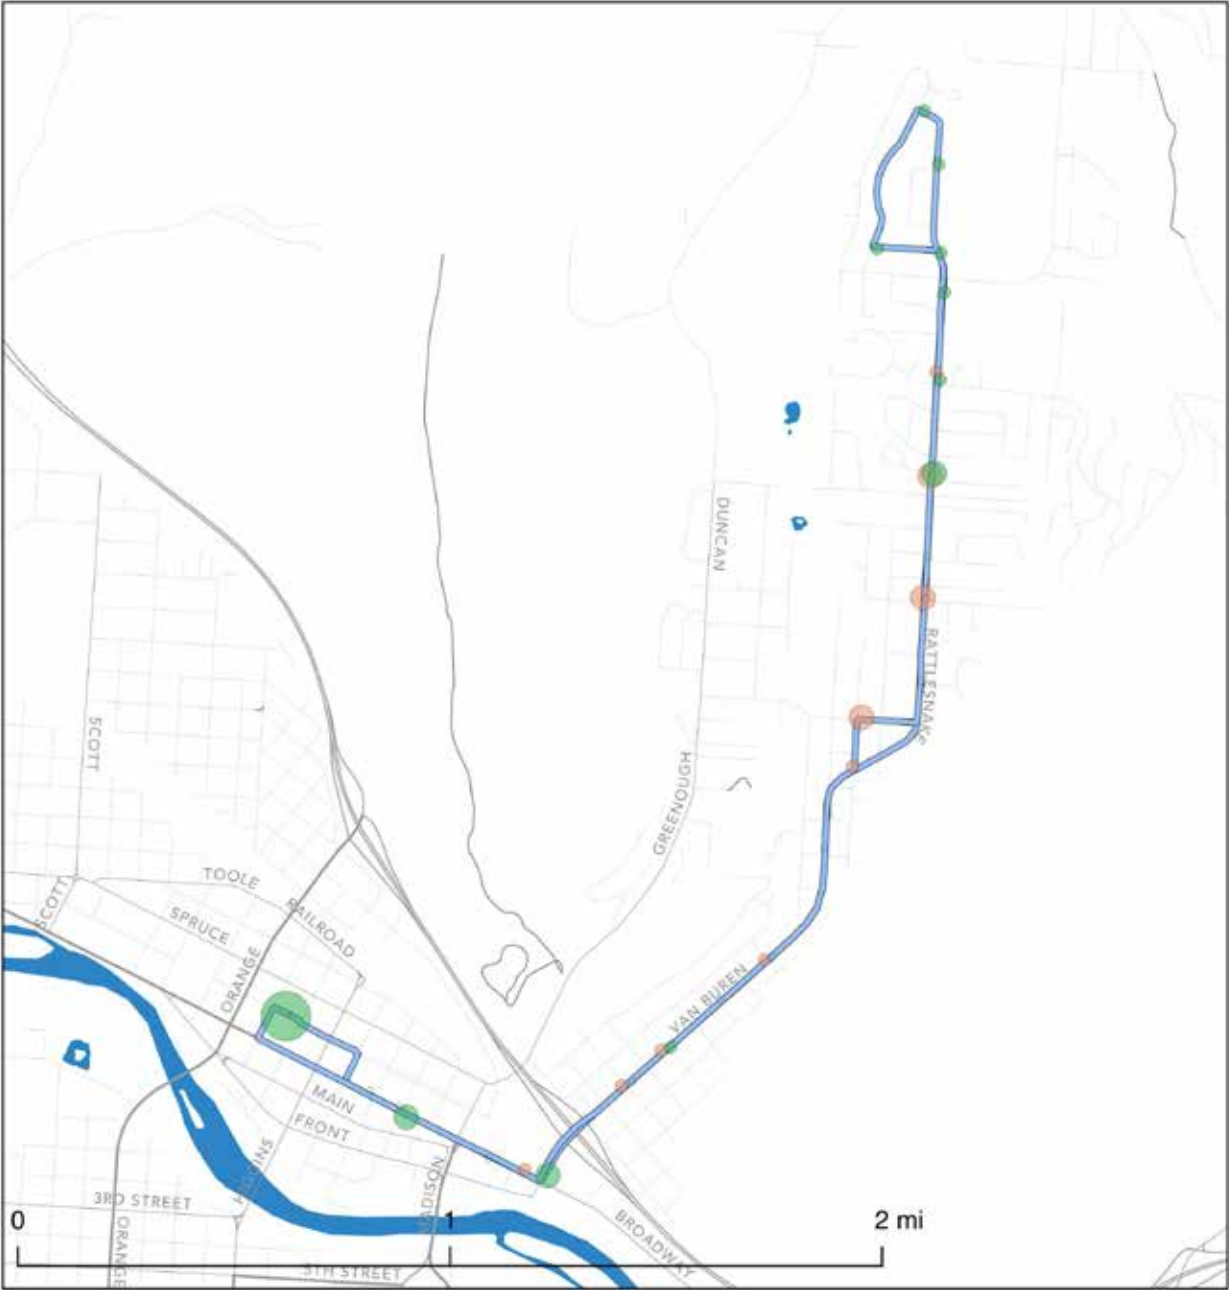 DUNCAN
RATTLESNAKE
SCOTT
GREENOUGH
TOOLE
SCOTT
SPRUCE
RAILROAD
ORANGE
VAN BUREN
MAIN
FRONT
HIGGINS
MADISON
3RD STREET
0
1
2 mi
ORANGE
BROADWAY
5TH STREET